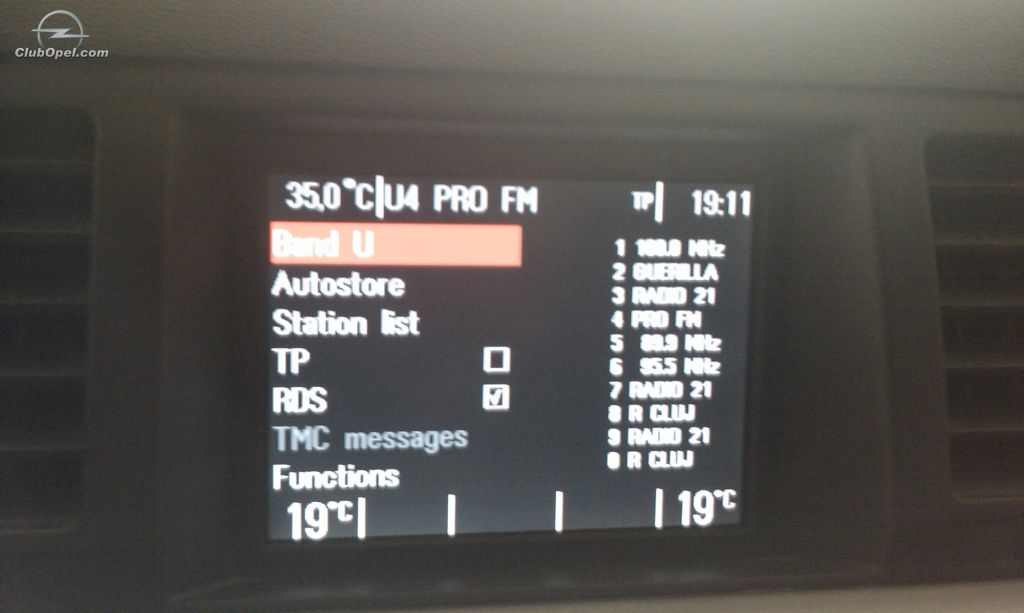 ClubOpel.com
35,0°C U4 PRO FM TP 19:11
Band U
Autostore
Station list
TP
RDS
TMC messages
Functions
1 100.0 MHz
2 GUERILLA
3 RADIO 21
4 PRO FM
5 89.9 MHz
6 95.5 MHz
7 RADIO 21
8 R CLUJ
9 RADIO 21
0 R CLUJ
19°C 19°C